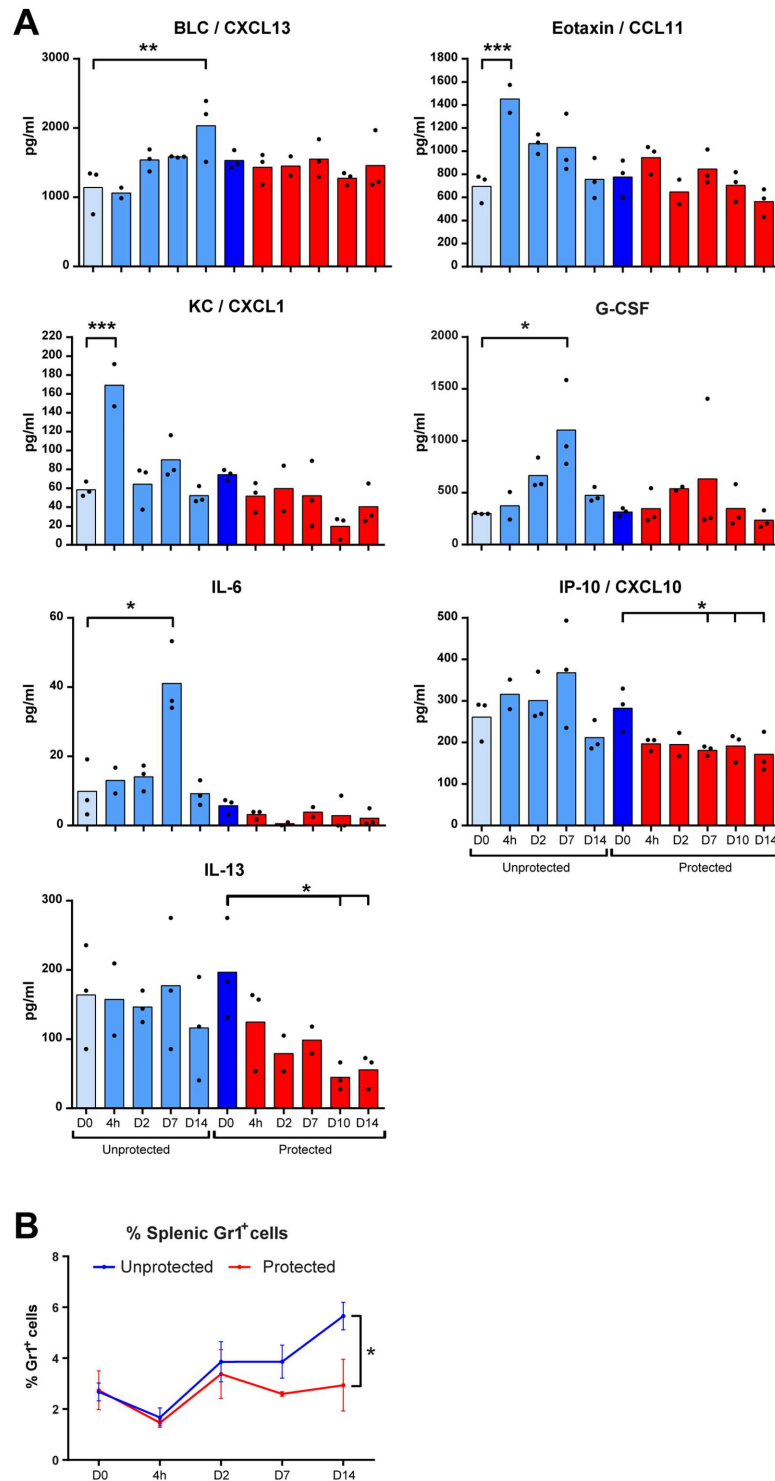 A
BLC / CXCL13
**
3000
2000
1000
0
pg/ml
Eotaxin / CCL11
***
1800
1600
1400
1200
1000
800
600
400
200
0
pg/ml
KC / CXCL1
***
220
200
180
160
140
120
100
80
60
40
20
0
pg/ml
G-CSF
*
2000
1500
1000
500
0
pg/ml
IL-6
*
60
40
20
0
pg/ml
IP-10 / CXCL10
*
500
400
300
200
100
0
pg/ml
D0 4h D2 D7 D14 D0 4h D2 D7 D10 D14
Unprotected Protected
IL-13
*
300
200
100
0
pg/ml
D0 4h D2 D7 D14 D0 4h D2 D7 D10 D14
Unprotected Protected
B
% Splenic Gr1+ cells
Unprotected Protected
8
6
4
2
0
% Gr1+ cells
*
D0 4h D2 D7 D14